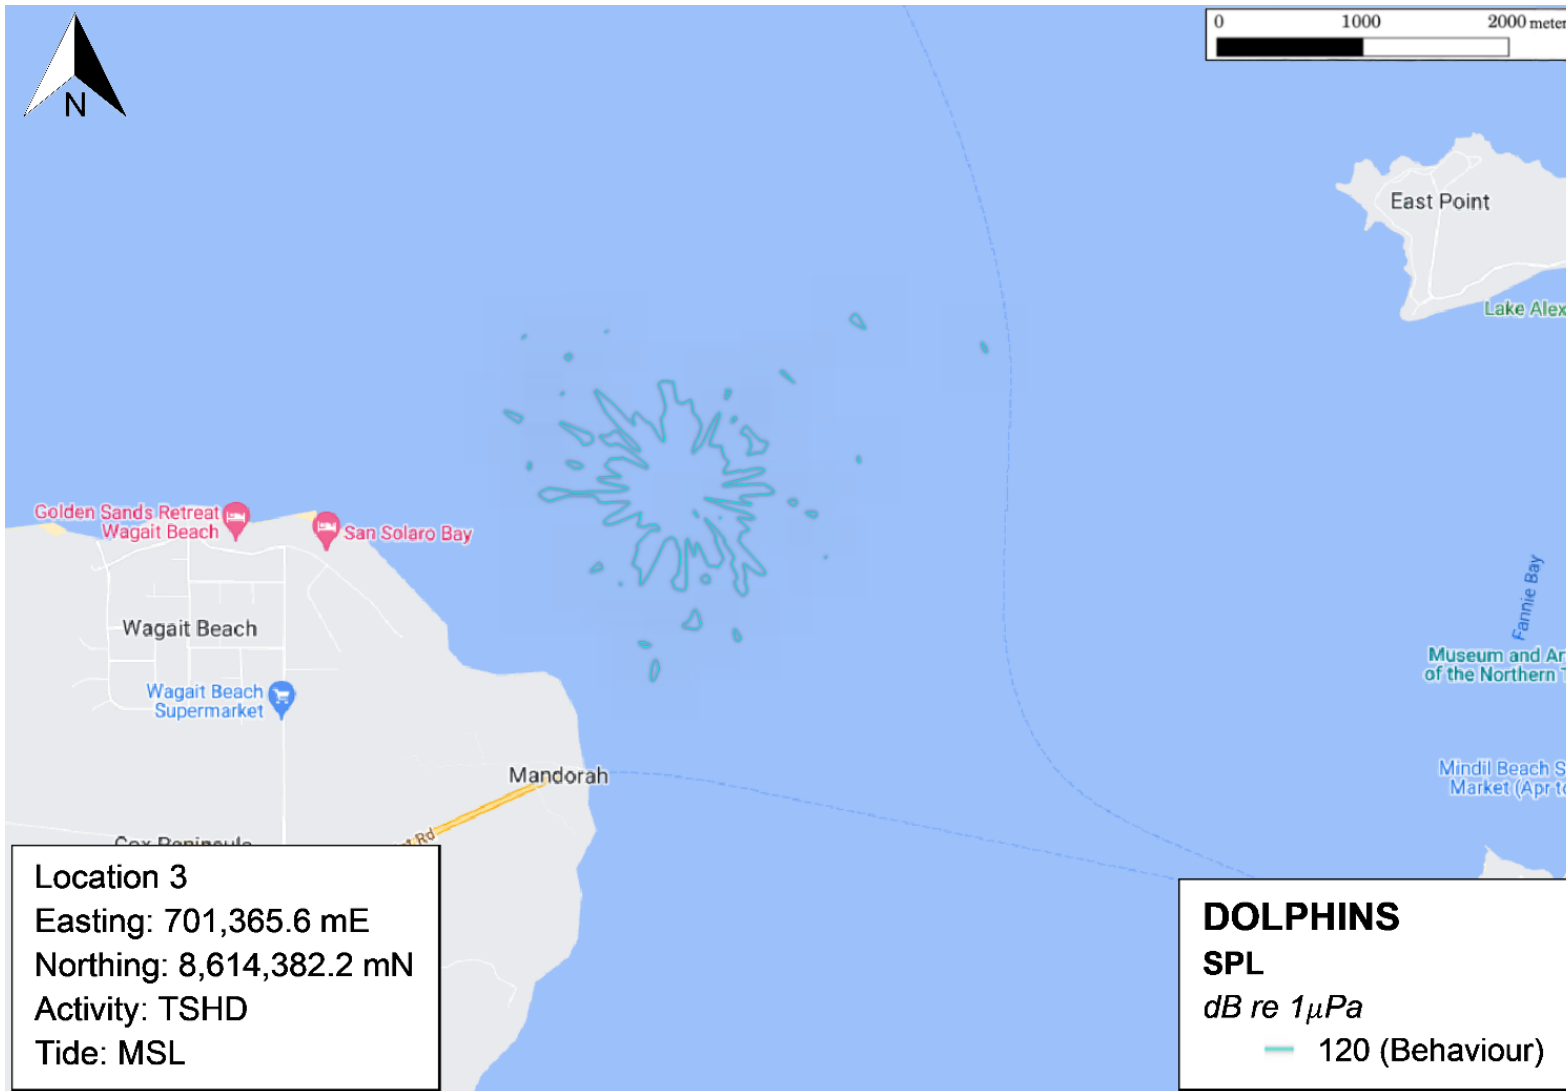 N
0 1000 2000 meter
East Point
Lake Alex
Golden Sands Retreat
Wagait Beach
San Solaro Bay
Wagait Beach
Fannie Bay
Museum and Ar
of the Northern T
Wagait Beach
Supermarket
Mindil Beach S
Market (Apr to
Mandorah
Rd
Cox Peninsula
Location 3
Easting: 701,365.6 mE
Northing: 8,614,382.2 mN
Activity: TSHD
Tide: MSL
DOLPHINS
SPL
dB re 1μPa
120 (Behaviour)